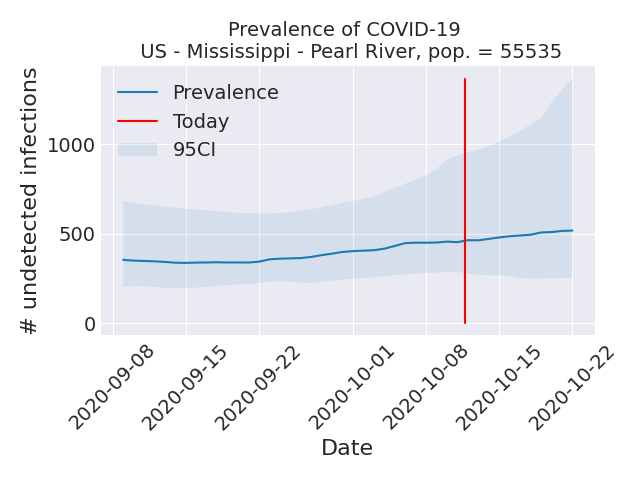 Prevalence of COVID-19
US - Mississippi - Pearl River, pop. = 55535
# undetected infections
1000
500
0
Prevalence
Today
95CI
2020-09-08
2020-09-15
2020-09-22
2020-10-01
2020-10-08
2020-10-15
2020-10-22
Date